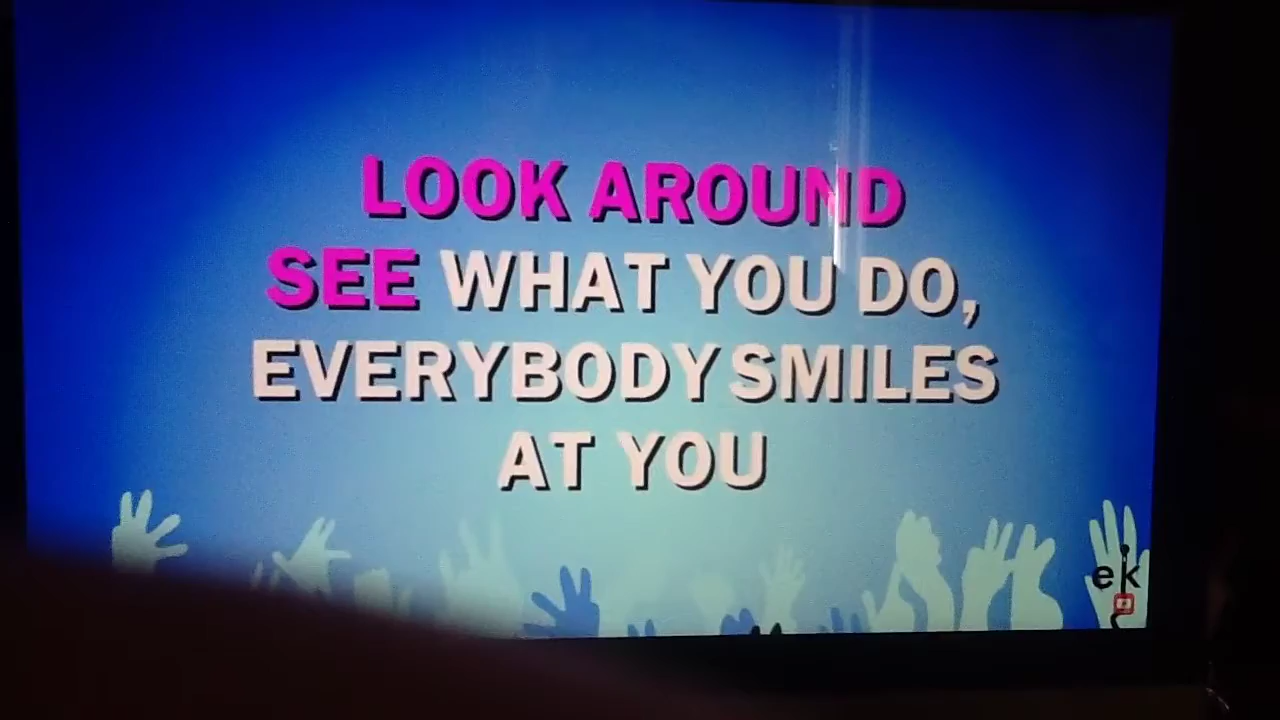 LOOK AROUND
SEE WHAT YOU DO,
EVERYBODY SMILES
AT YOU
ek